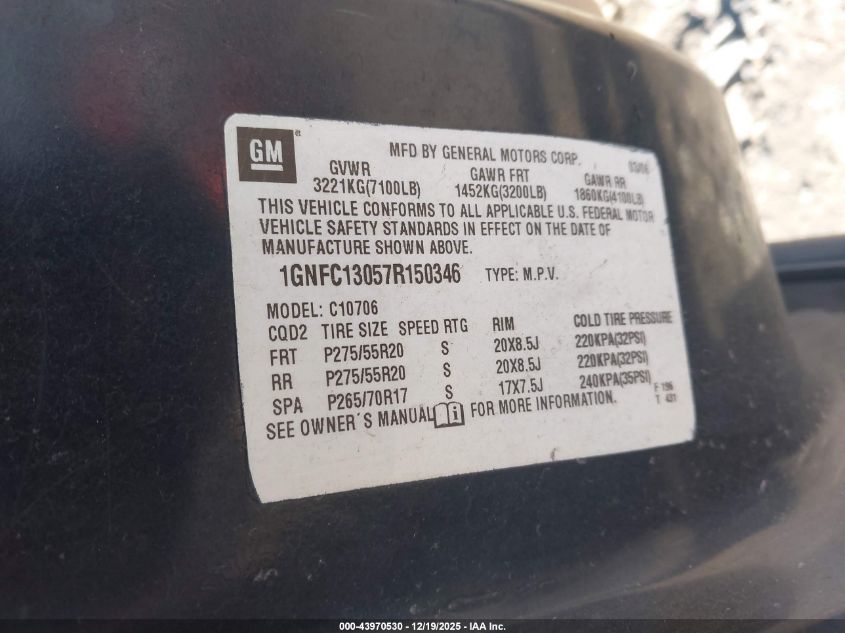 GM
MFD BY GENERAL MOTORS CORP. 03/06
GVWR GAWR FRT GAWR RR
3221KG(7100LB) 1452KG(3200LB) 1860KG(4100LB)
THIS VEHICLE CONFORMS TO ALL APPLICABLE U.S. FEDERAL MOTOR
VEHICLE SAFETY STANDARDS IN EFFECT ON THE DATE OF
MANUFACTURE SHOWN ABOVE.
1GNFC13057R150346 TYPE: M.P.V.
MODEL: C10706
CQD2 TIRE SIZE SPEED RTG RIM COLD TIRE PRESSURE
FRT P275/55R20 S 20X8.5J 220KPA(32PSI)
RR P275/55R20 S 20X8.5J 220KPA(32PSI)
SPA P265/70R17 S 17X7.5J 240KPA(35PSI)
SEE OWNER'S MANUAL FOR MORE INFORMATION.
F 196
T 431
000-43970530 - 12/19/2025 - IAA Inc.